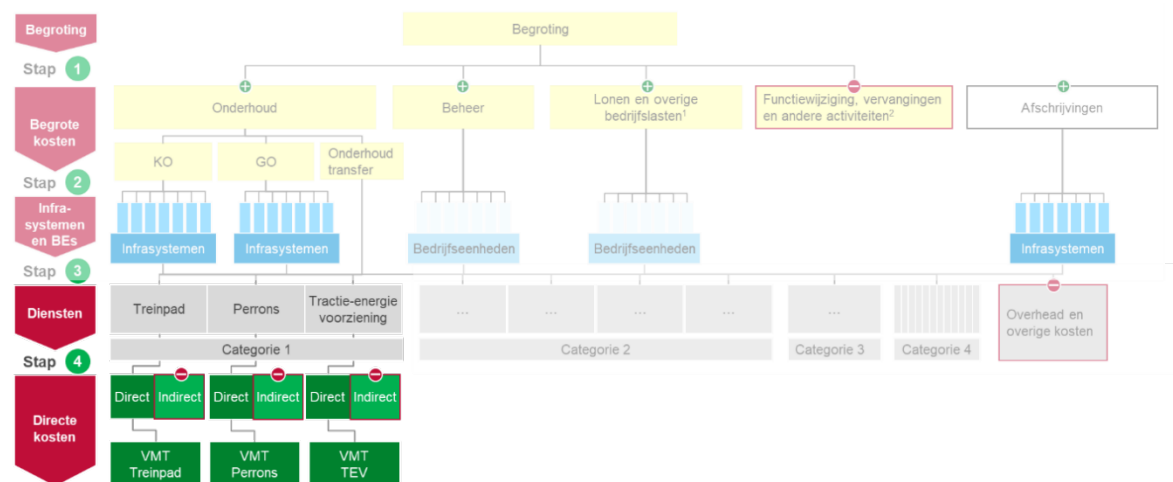 Begroting
Begroting
Stap 1
Begrote
kosten
Onderhoud
Beheer
Lonen en overige
bedrijfslasten1
Functiewijziging, vervangingen
en andere activiteiten2
Afschrijvingen
KO
GO
Onderhoud
transfer
Stap 2
Infra-
systemen
en BEs
Infrasystemen
Infrasystemen
Bedrijfseenheden
Bedrijfseenheden
Infrasystemen
Stap 3
Diensten
Treinpad
Perrons
Tractie-energie
voorziening
...
...
...
...
...
Overhead en
overige kosten
Categorie 1
Categorie 2
Categorie 3
Categorie 4
Stap 4
Directe
kosten
Direct
Indirect
Direct
Indirect
Direct
Indirect
VMT
Treinpad
VMT
Perrons
VMT
TEV